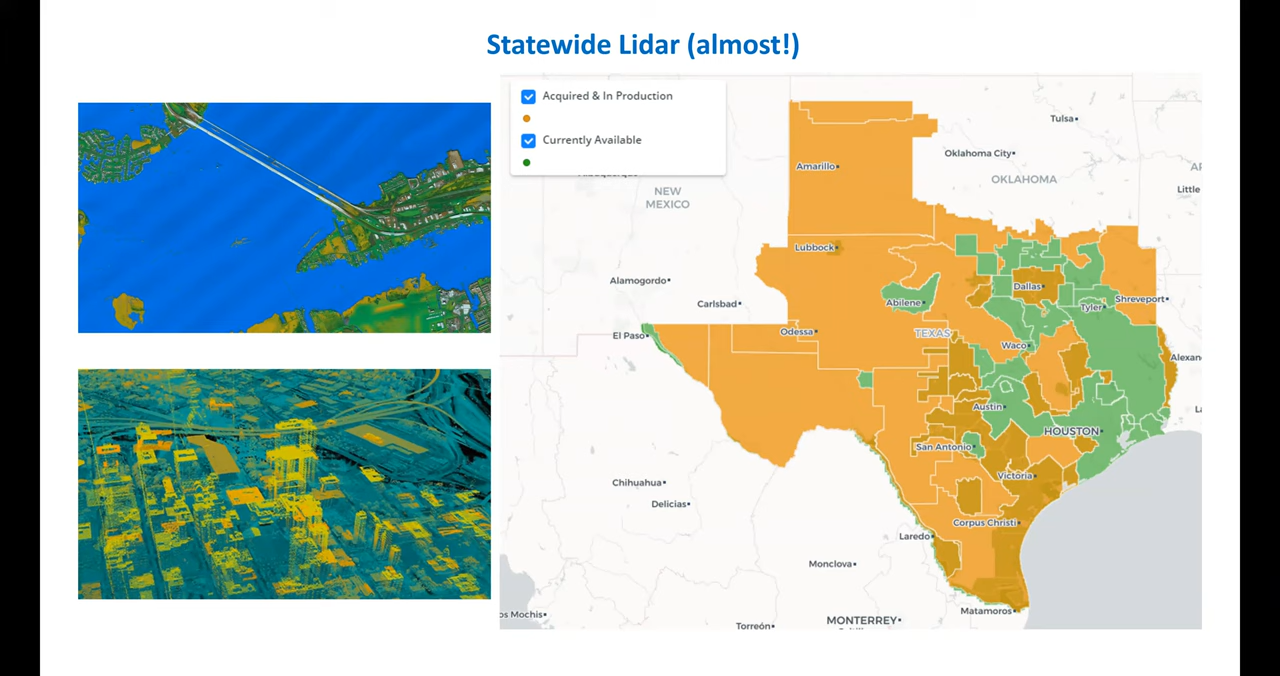 Statewide Lidar (almost!)
Acquired & In Production
Currently Available
NEW
MEXICO
Tulsa
Oklahoma City
OKLAHOMA
Little
Amarillo
Lubbock
Alamogordo
Carlsbad
Abilene
Dallas
Tyler
Shreveport
El Paso
Odessa
TEXAS
Waco
Alexan
Austin
HOUSTON
San Antonio
Victoria
Chihuahua
Delicias
Corpus Christi
Laredo
Monclova
os Mochis
Matamoros
Torreón
MONTERREY